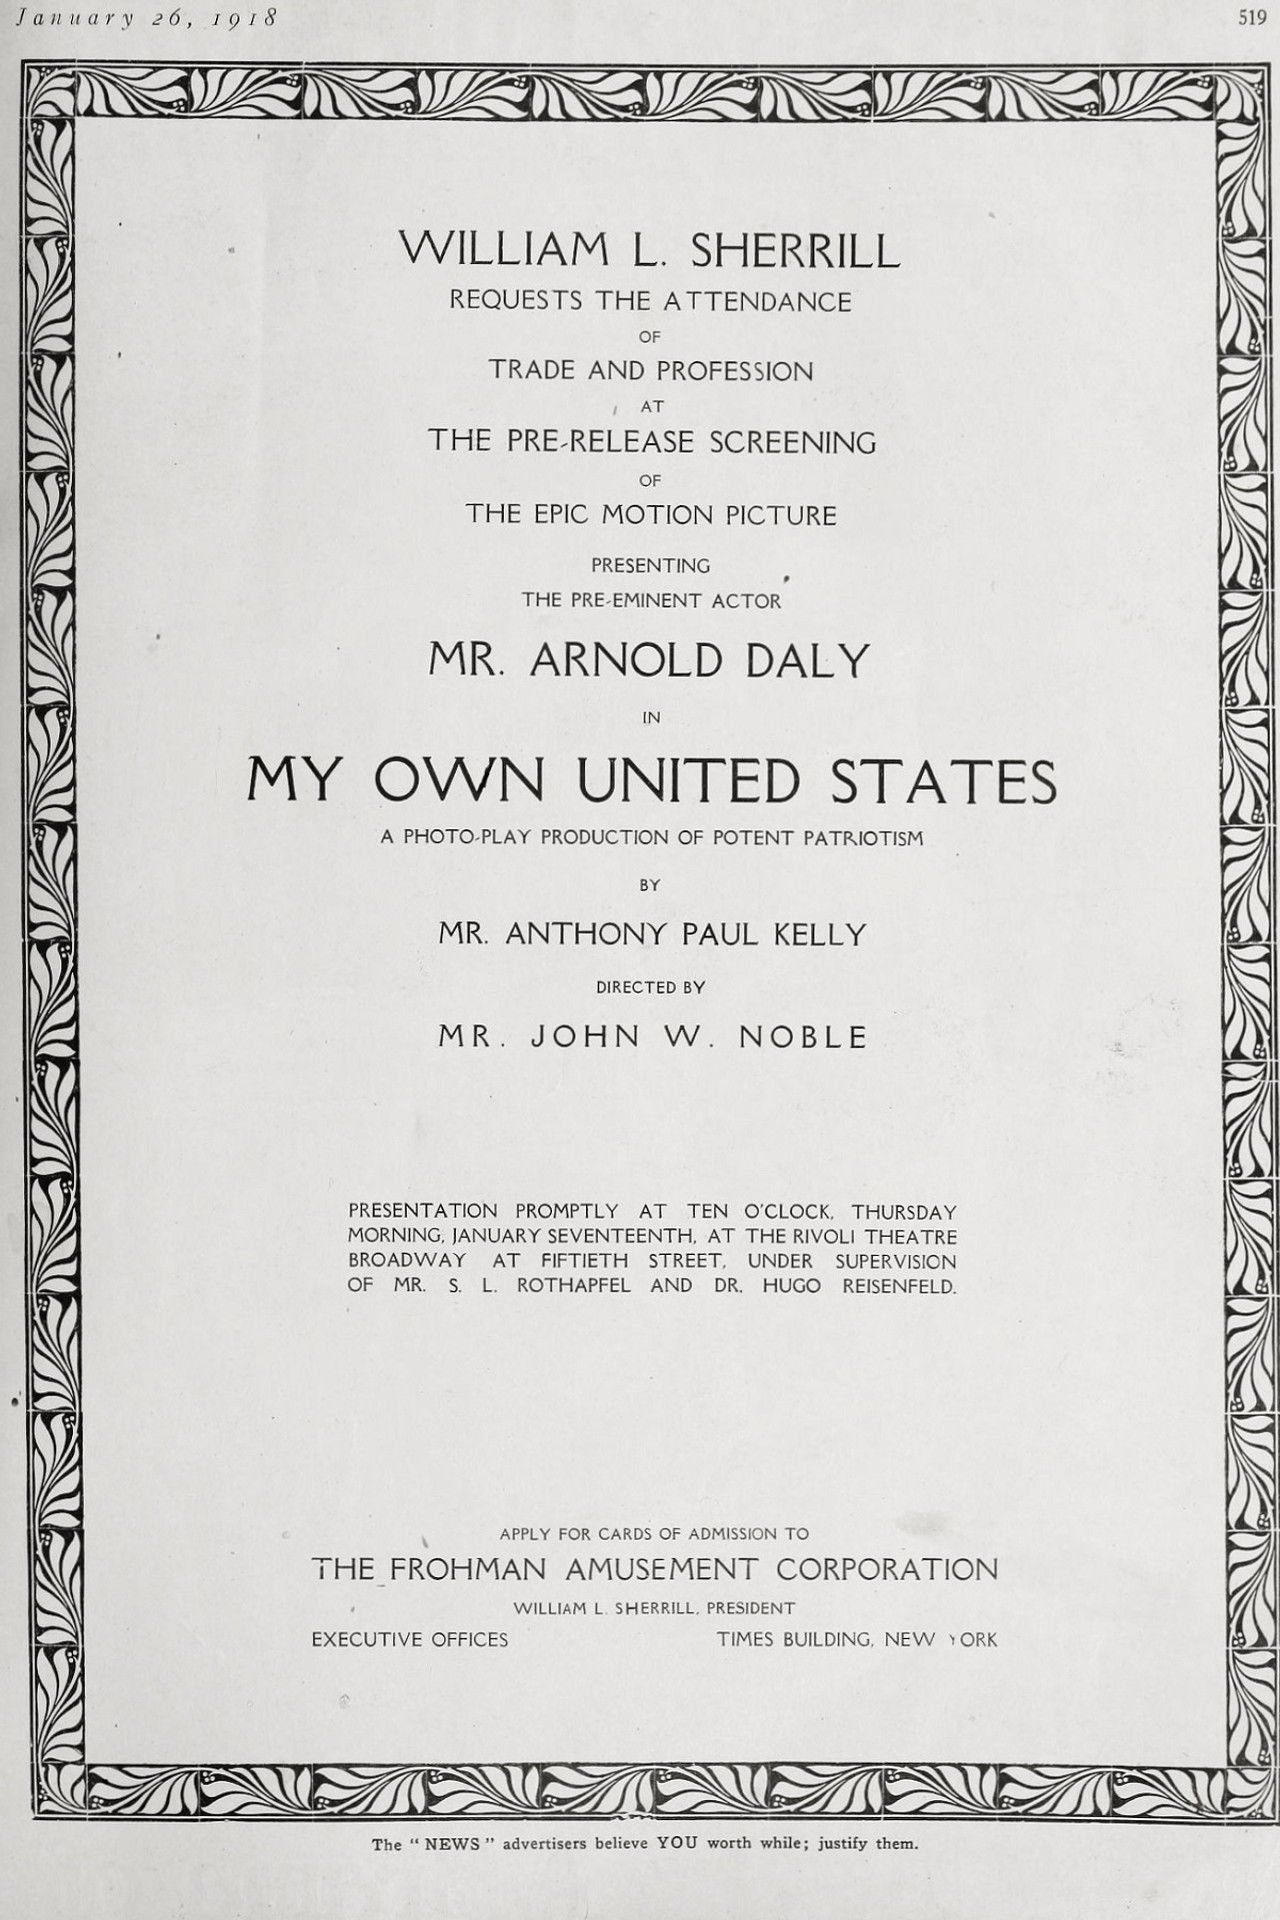 January 26, 1918
519
WILLIAM L. SHERRILL
REQUESTS THE ATTENDANCE
OF
TRADE AND PROFESSION
AT
THE PRE-RELEASE SCREENING
OF
THE EPIC MOTION PICTURE
PRESENTING
THE PRE-EMINENT ACTOR
MR. ARNOLD DALY
IN
MY OWN UNITED STATES
A PHOTO-PLAY PRODUCTION OF POTENT PATRIOTISM
BY
MR. ANTHONY PAUL KELLY
DIRECTED BY
MR. JOHN W. NOBLE
PRESENTATION PROMPTLY AT TEN O'CLOCK, THURSDAY
MORNING, JANUARY SEVENTEENTH, AT THE RIVOLI THEATRE
BROADWAY AT FIFTIETH STREET, UNDER SUPERVISION
OF MR. S. L. ROTHAPFEL AND DR. HUGO REISENFELD.
APPLY FOR CARDS OF ADMISSION TO
THE FROHMAN AMUSEMENT CORPORATION
WILLIAM L. SHERRILL, PRESIDENT
EXECUTIVE OFFICES TIMES BUILDING, NEW YORK
The "NEWS" advertisers believe YOU worth while; justify them.